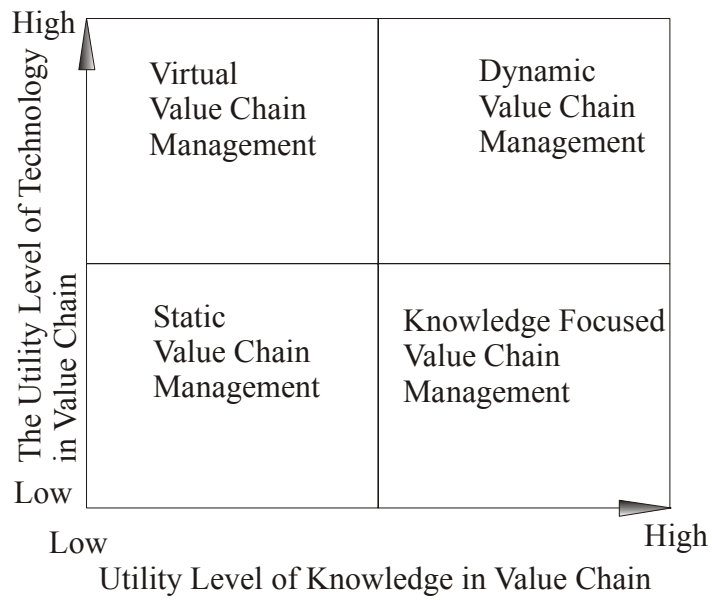 High
The Utility Level of Technology
in Value Chain
Virtual
Value Chain
Management
Dynamic
Value Chain
Management
Static
Value Chain
Management
Knowledge Focused
Value Chain
Management
Low
Low
High
Utility Level of Knowledge in Value Chain